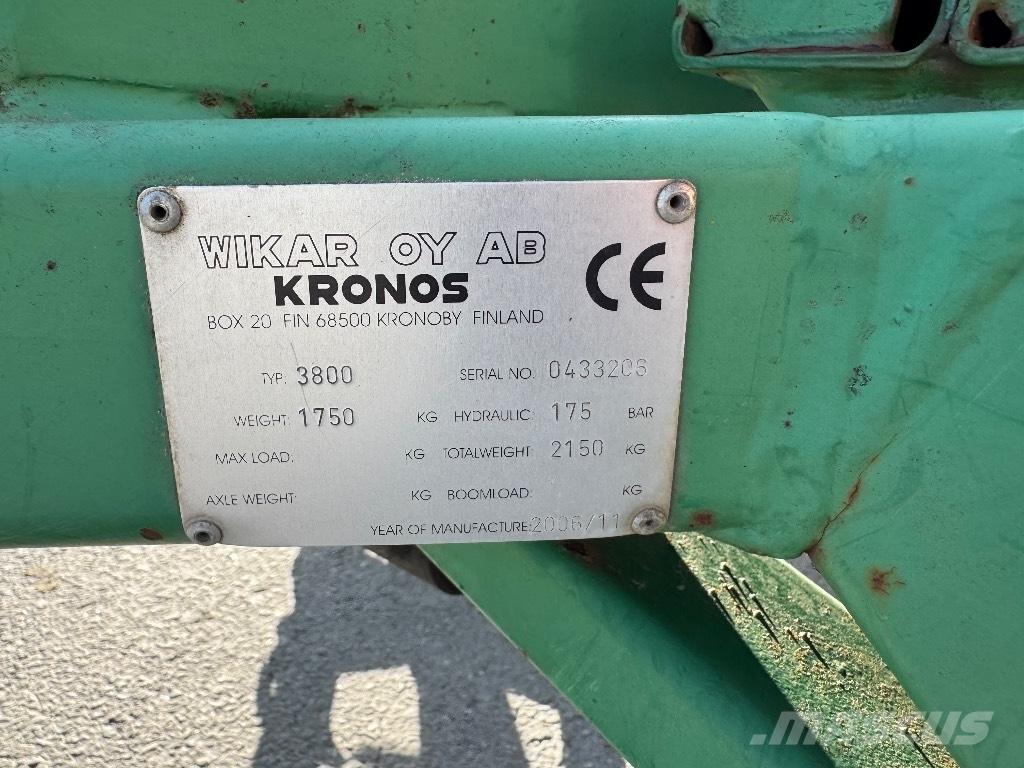 WIKAR OY AB
KRONOS
CE
BOX 20 FIN 68500 KRONOBY FINLAND
TYP: 3800 SERIAL NO. 0433206
WEIGHT: 1750 KG HYDRAULIC: 175 BAR
MAX LOAD: KG TOTALWEIGHT: 2150 KG
AXLE WEIGHT: KG BOOMLOAD: KG
YEAR OF MANUFACTURE: 2006/11
MASCUS